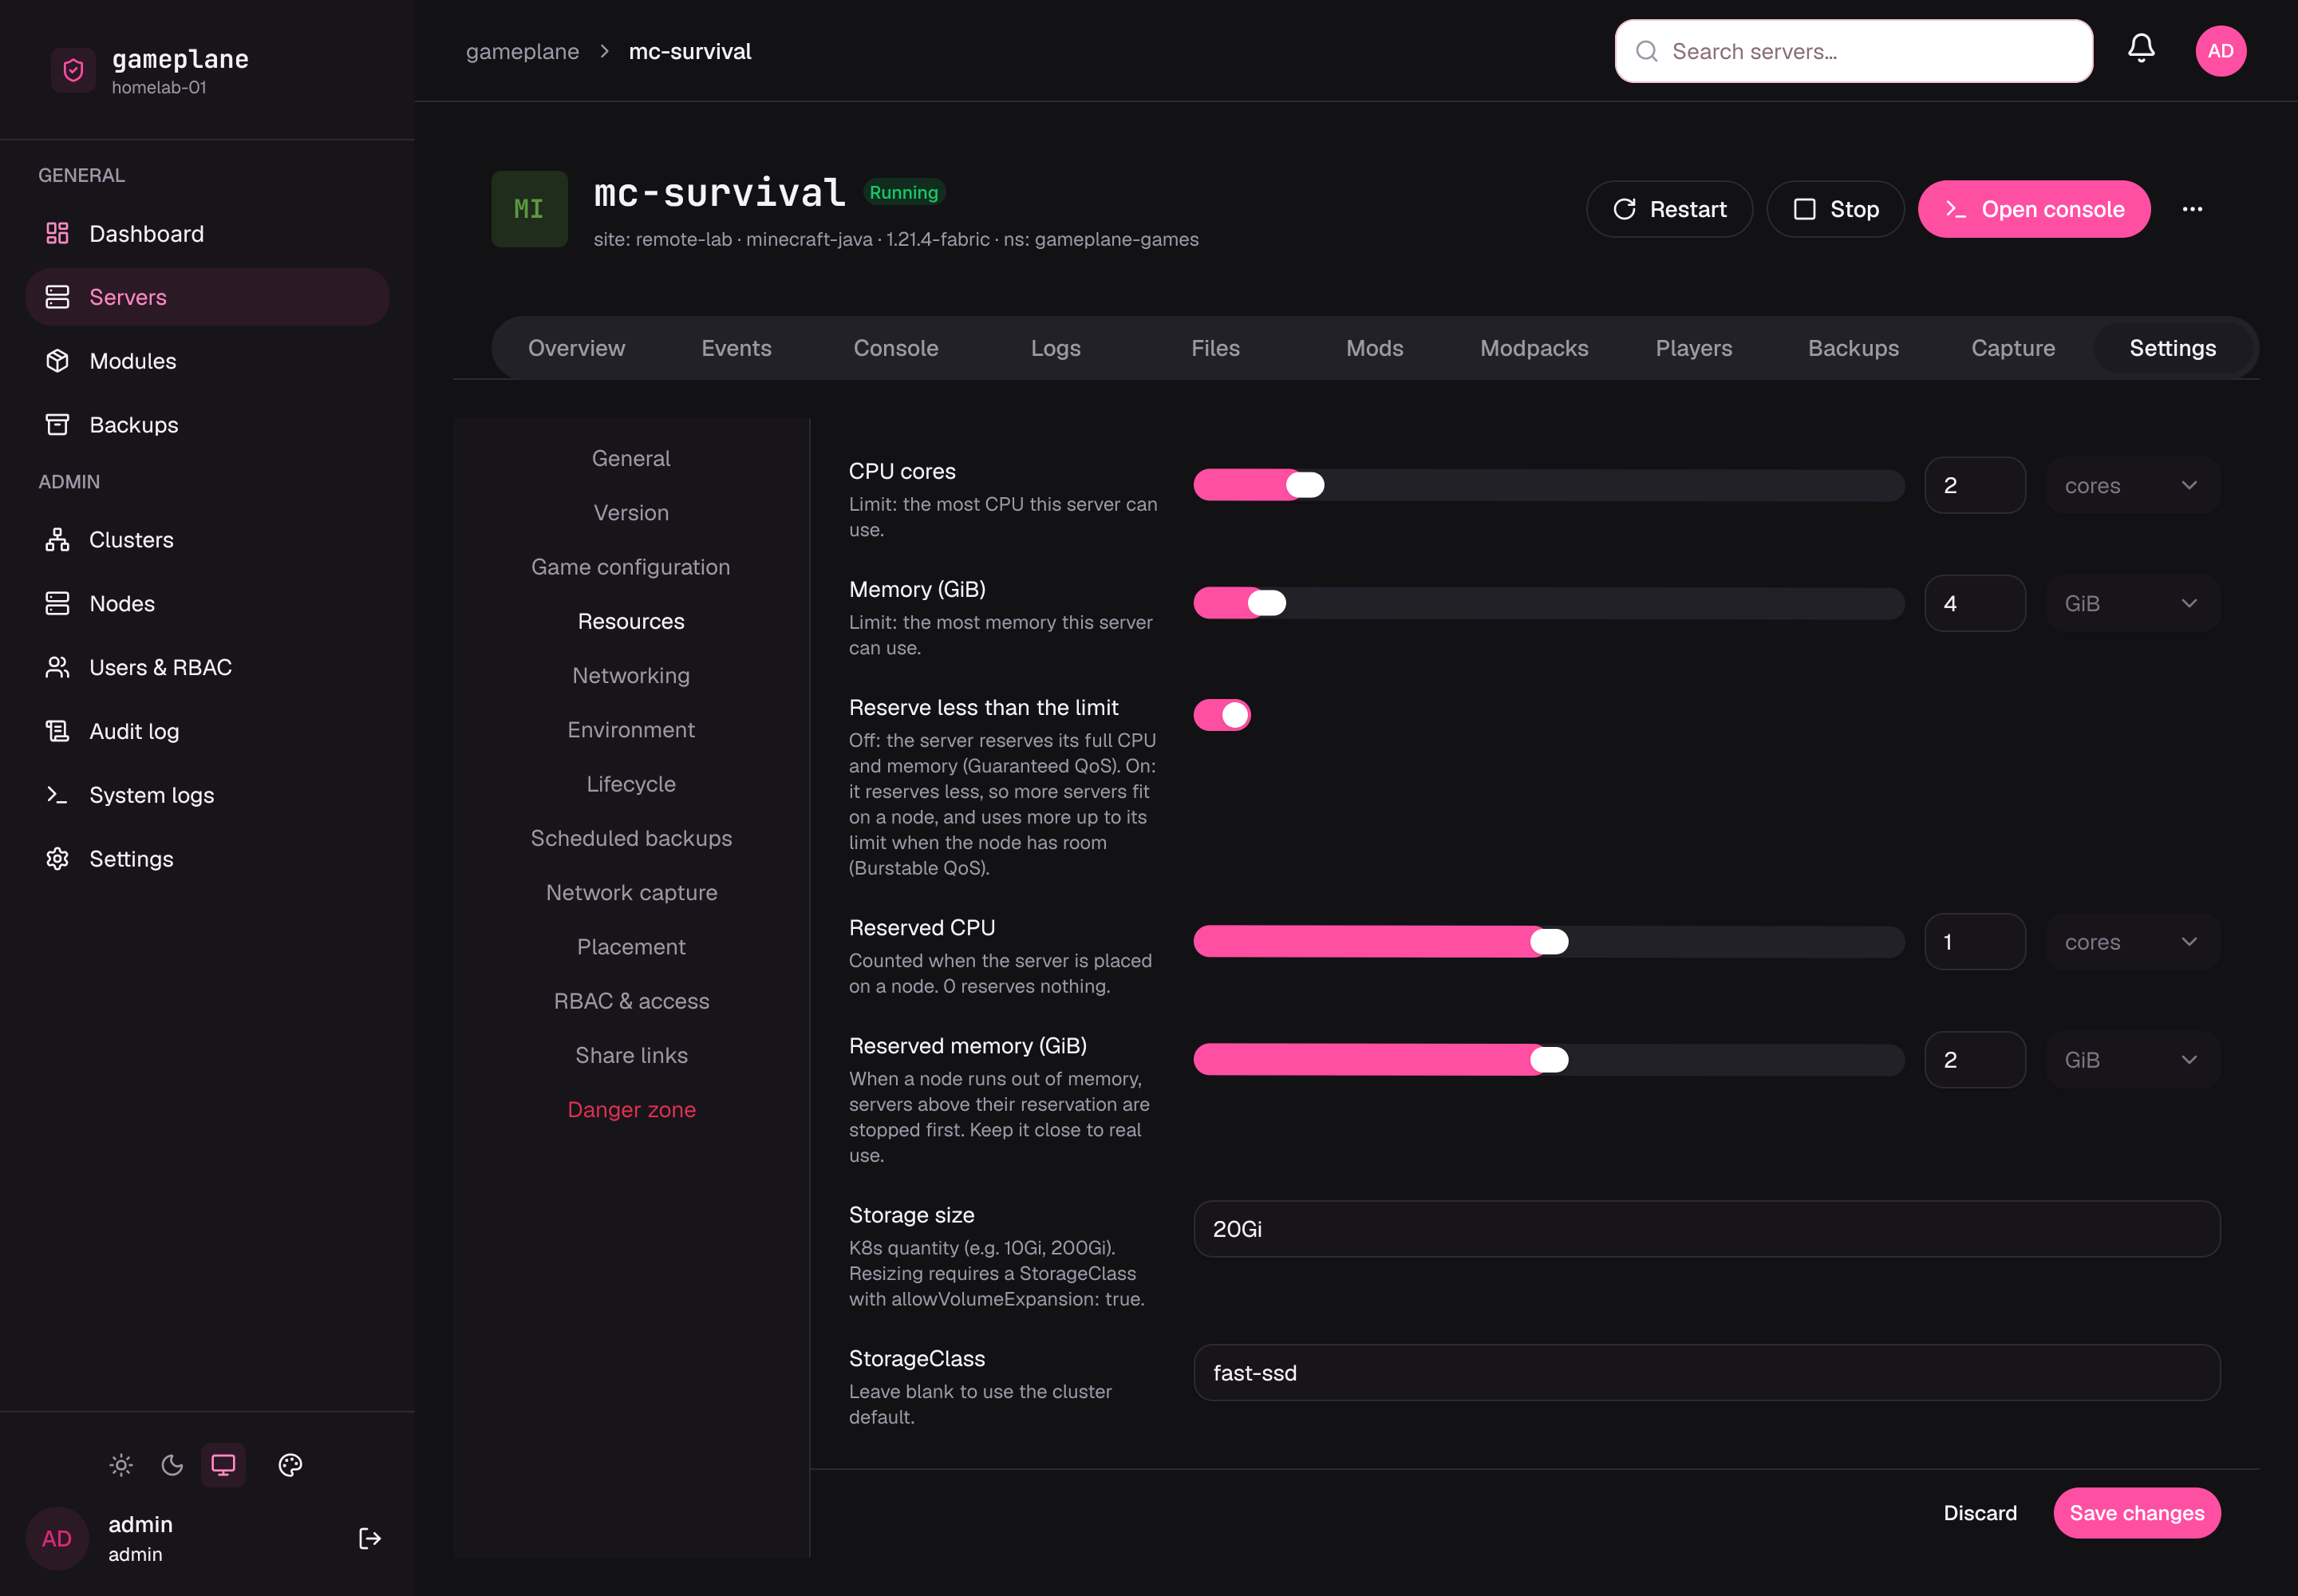 gameplane
homelab-01
GENERAL
Dashboard
Servers
Modules
Backups
ADMIN
Clusters
Nodes
Users & RBAC
Audit log
System logs
Settings
AD
admin
admin
gameplane
mc-survival
Search servers...
AD
MI
mc-survival
Running
site: remote-lab · minecraft-java · 1.21.4-fabric · ns: gameplane-games
Restart
Stop
Open console
Overview
Events
Console
Logs
Files
Mods
Modpacks
Players
Backups
Capture
Settings
General
Version
Game configuration
Resources
Networking
Environment
Lifecycle
Scheduled backups
Network capture
Placement
RBAC & access
Share links
Danger zone
CPU cores
Limit: the most CPU this server can
use.
2
cores
Memory (GiB)
Limit: the most memory this server
can use.
4
GiB
Reserve less than the limit
Off: the server reserves its full CPU
and memory (Guaranteed QoS). On:
it reserves less, so more servers fit
on a node, and uses more up to its
limit when the node has room
(Burstable QoS).
Reserved CPU
Counted when the server is placed
on a node. 0 reserves nothing.
1
cores
Reserved memory (GiB)
When a node runs out of memory,
servers above their reservation are
stopped first. Keep it close to real
use.
2
GiB
Storage size
K8s quantity (e.g. 10Gi, 200Gi).
Resizing requires a StorageClass
with allowVolumeExpansion: true.
20Gi
StorageClass
Leave blank to use the cluster
default.
fast-ssd
Discard
Save changes